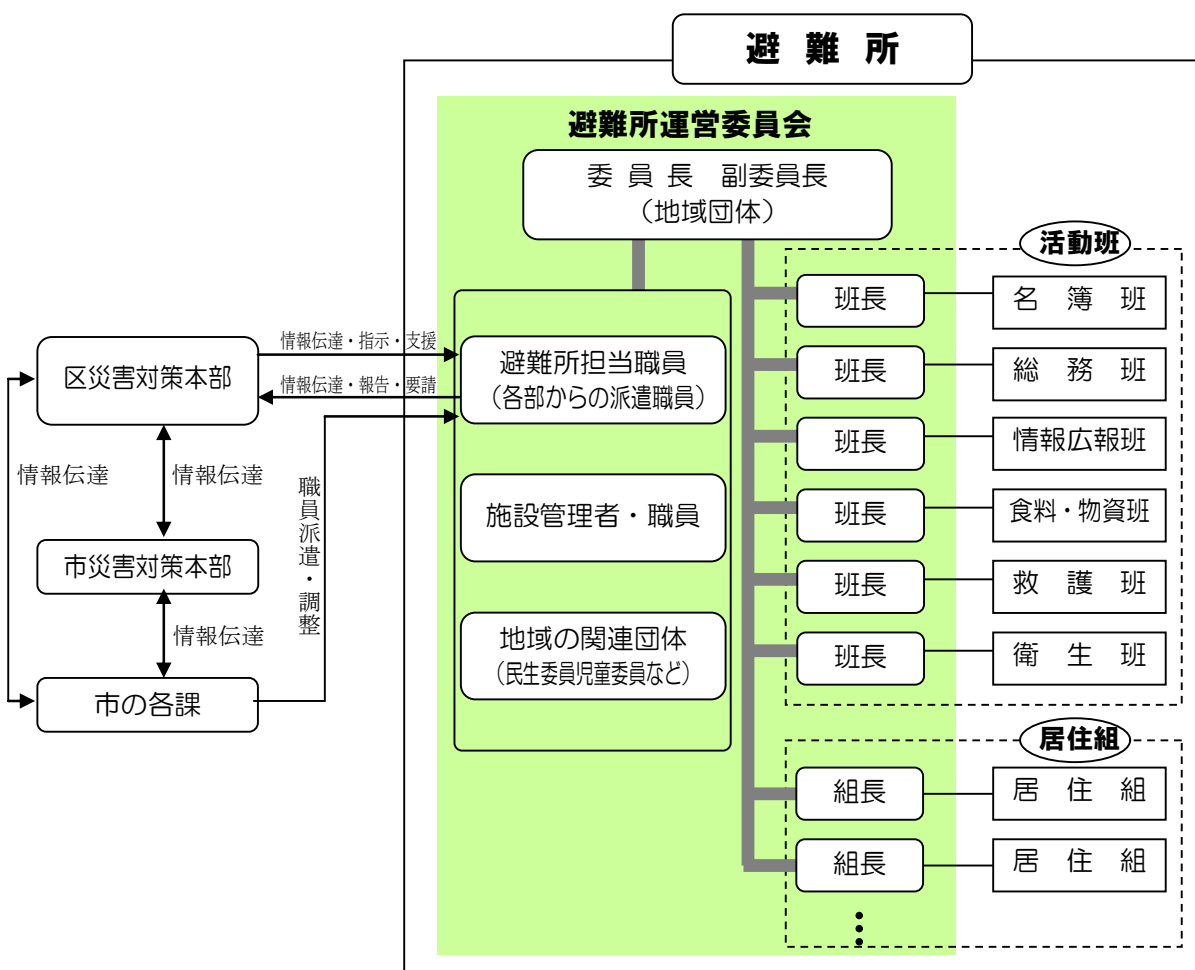 避難所
避難所運営委員会
委員長 副委員長
(地域団体)
活動班
班長
名簿班
班長
総務班
班長
情報広報班
班長
食料・物資班
班長
救護班
班長
衛生班
居住組
組長
居住組
組長
居住組
避難所担当職員
(各部からの派遣職員)
施設管理者・職員
地域の関連団体
(民生委員児童委員など)
情報伝達・指示・支援
情報伝達・報告・要請
区災害対策本部
情報伝達
情報伝達
職員派遣・調整
市災害対策本部
情報伝達
市の各課